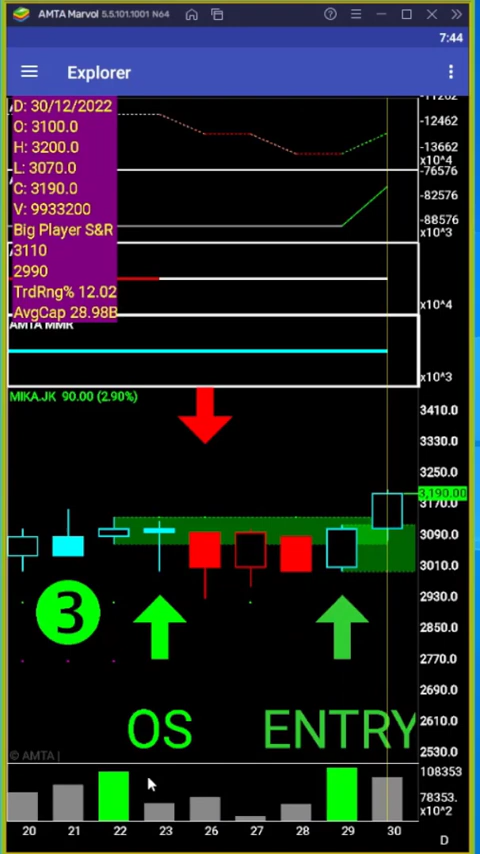 AMTA Marvol 5.5.101.1001 N64
7:44
Explorer
D: 30/12/2022
O: 3100.0
H: 3200.0
L: 3070.0
C: 3190.0
V: 9933200
Big Player S&R
3110
2990
TrdRng% 12.02
AvgCap 28.98B
-11262
-12462
-13662
x10^4
-76576
-82576
-88576
x10^3
x10^4
AMTA MMR
x10^3
MIKA.JK 90.00 (2.90%)
3410.0
3330.0
3250.0
3,190.00
3170.0
3090.0
3010.0
2930.0
2850.0
2770.0
2690.0
2610.0
2530.0
3
OS
ENTRY
© AMTA |
108353
78353.
x10^2
20 21 22 23 26 27 28 29 30
D